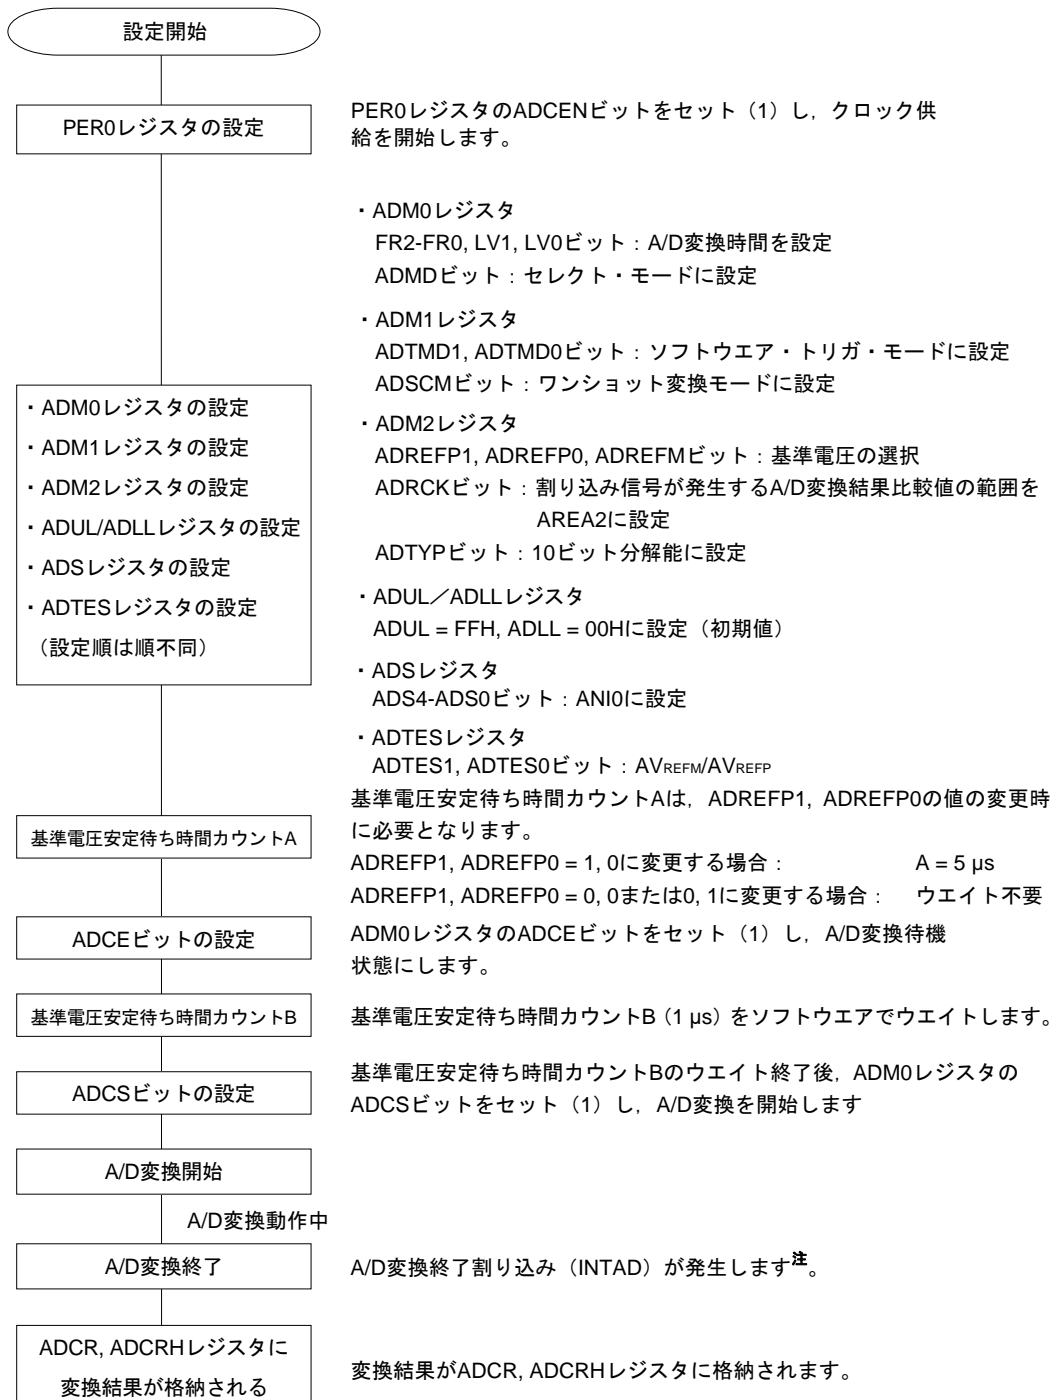 設定開始
PER0レジスタの設定
PER0レジスタのADCENビットをセット（1）し，クロック供
給を開始します。
・ADM0レジスタ
FR2-FR0, LV1, LV0ビット：A/D変換時間を設定
ADMDビット：セレクト・モードに設定
・ADM1レジスタ
ADTMD1, ADTMD0ビット：ソフトウエア・トリガ・モードに設定
ADSCMビット：ワンショット変換モードに設定
・ADM2レジスタ
ADREFP1, ADREFP0, ADREFMビット：基準電圧の選択
ADRCKビット：割り込み信号が発生するA/D変換結果比較値の範囲を
AREA2に設定
ADTYPビット：10ビット分解能に設定
・ADUL／ADLLレジスタ
ADUL = FFH, ADLL = 00Hに設定（初期値）
・ADSレジスタ
ADS4-ADS0ビット：ANI0に設定
・ADTESレジスタ
ADTES1, ADTES0ビット：AVREFM/AVREFP
・ADM0レジスタの設定
・ADM1レジスタの設定
・ADM2レジスタの設定
・ADUL/ADLLレジスタの設定
・ADSレジスタの設定
・ADTESレジスタの設定
（設定順は順不同）
基準電圧安定待ち時間カウントA
基準電圧安定待ち時間カウントAは，ADREFP1, ADREFP0の値の変更時
に必要となります。
ADREFP1, ADREFP0 = 1, 0に変更する場合： A = 5 µs
ADREFP1, ADREFP0 = 0, 0または0, 1に変更する場合： ウエイト不要
ADCEビットの設定
ADM0レジスタのADCEビットをセット（1）し，A/D変換待機
状態にします。
基準電圧安定待ち時間カウントB
基準電圧安定待ち時間カウントB（1 µs）をソフトウエアでウエイトします。
ADCSビットの設定
基準電圧安定待ち時間カウントBのウエイト終了後，ADM0レジスタの
ADCSビットをセット（1）し，A/D変換を開始します
A/D変換開始
A/D変換動作中
A/D変換終了
A/D変換終了割り込み（INTAD）が発生します注。
ADCR, ADCRHレジスタに
変換結果が格納される
変換結果がADCR, ADCRHレジスタに格納されます。